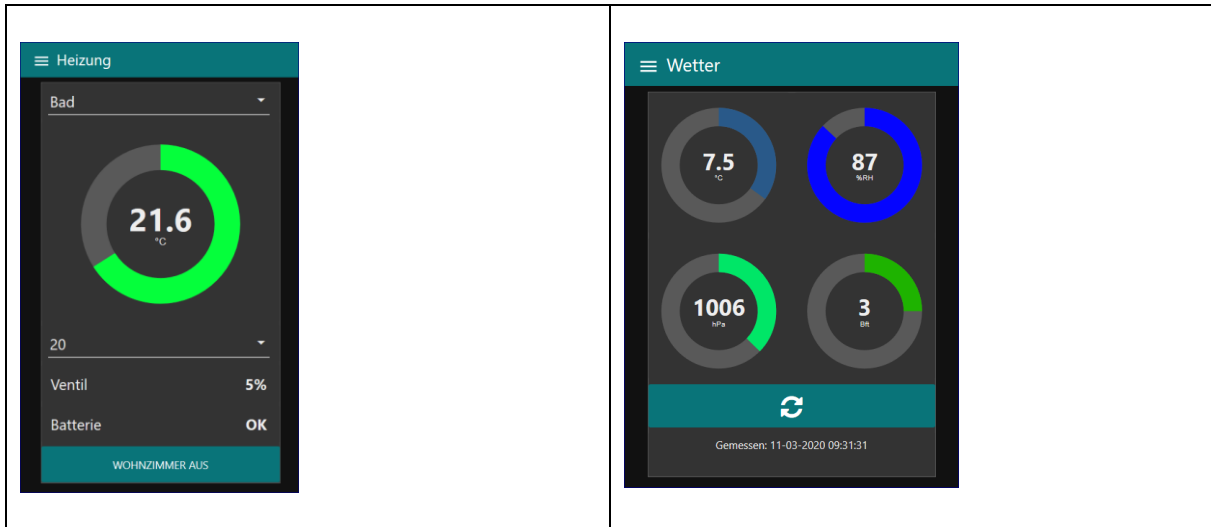 Heizung
Bad
21.6
°C
20
Ventil 5%
Batterie OK
WOHNZIMMER AUS
Wetter
7.5
°C
87
%RH
1006
hPa
3
Bft
Gemessen: 11-03-2020 09:31:31